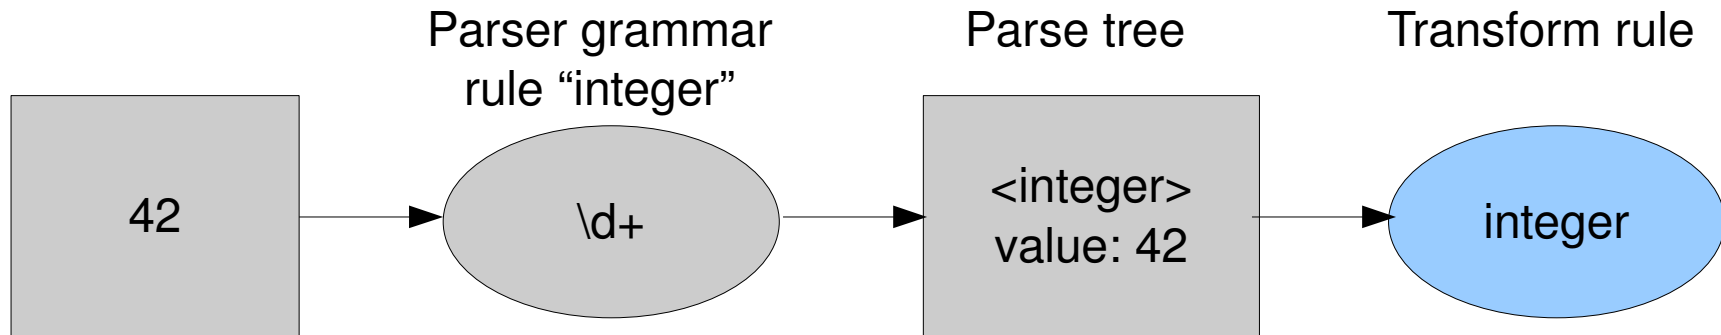 Parser grammar
rule “integer”
Parse tree
Transform rule
42
\d+
<integer>
value: 42
integer